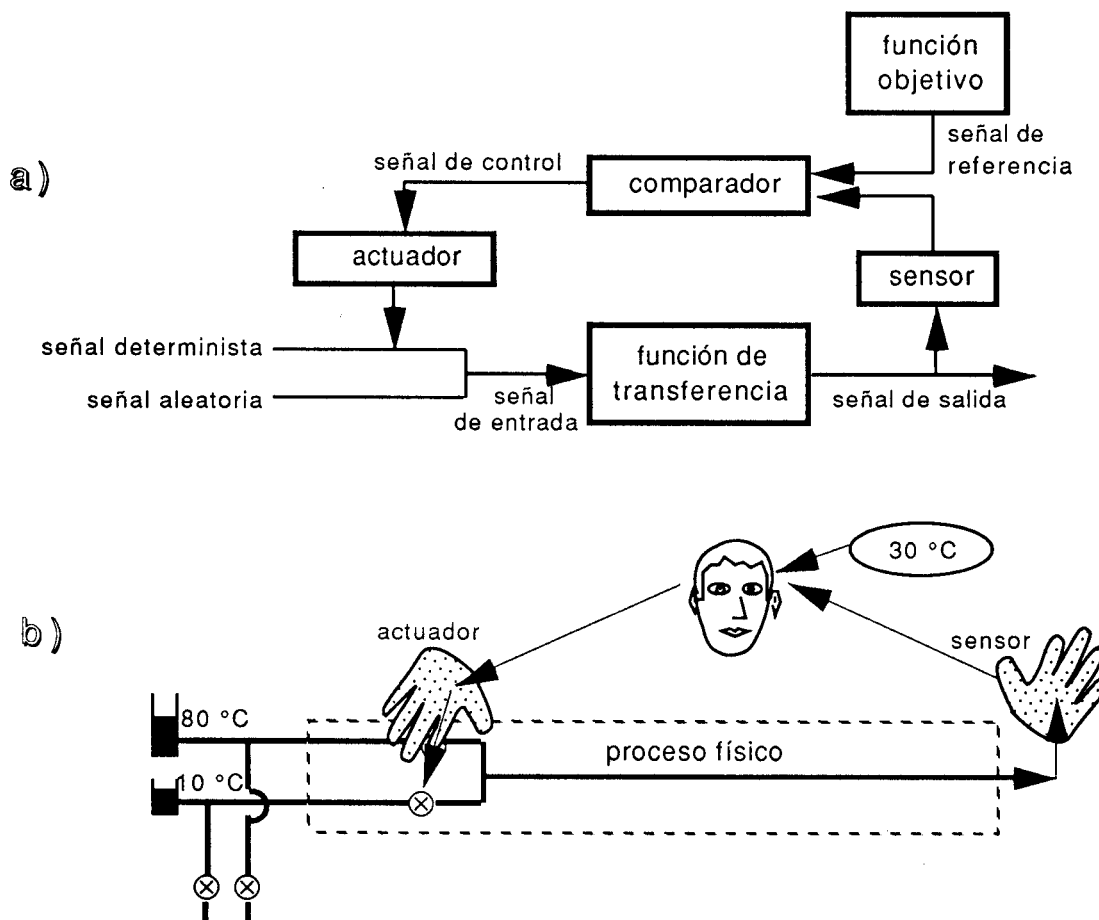 función
objetivo
señal de
referencia
a)
señal de control
comparador
actuador
sensor
señal determinista
función de
transferencia
señal aleatoria
señal
de entrada
señal de salida
30 °C
b)
actuador
sensor
80 °C
proceso físico
10 °C